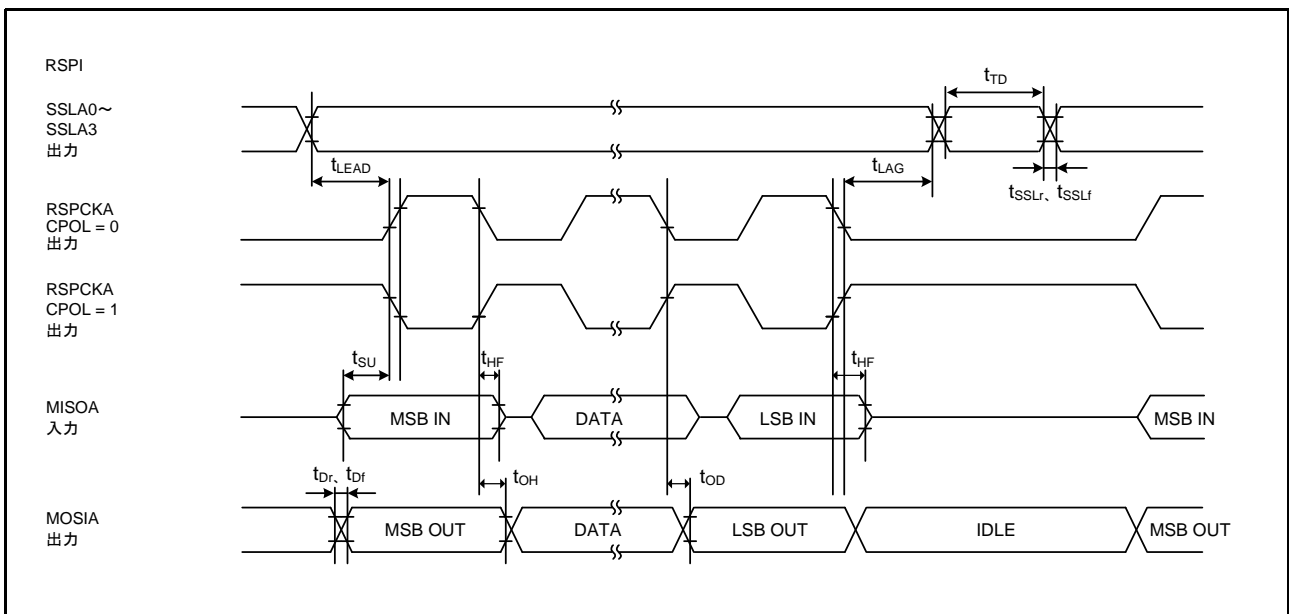 RSPI
SSLA0～
SSLA3
出力
tTD
tLEAD
tLAG
tSSLr、tSSLf
RSPCKA
CPOL = 0
出力
RSPCKA
CPOL = 1
出力
tSU
tHF
tHF
MISOA
入力
MSB IN
DATA
LSB IN
MSB IN
tDr、tDf
tOH
tOD
MOSIA
出力
MSB OUT
DATA
LSB OUT
IDLE
MSB OUT